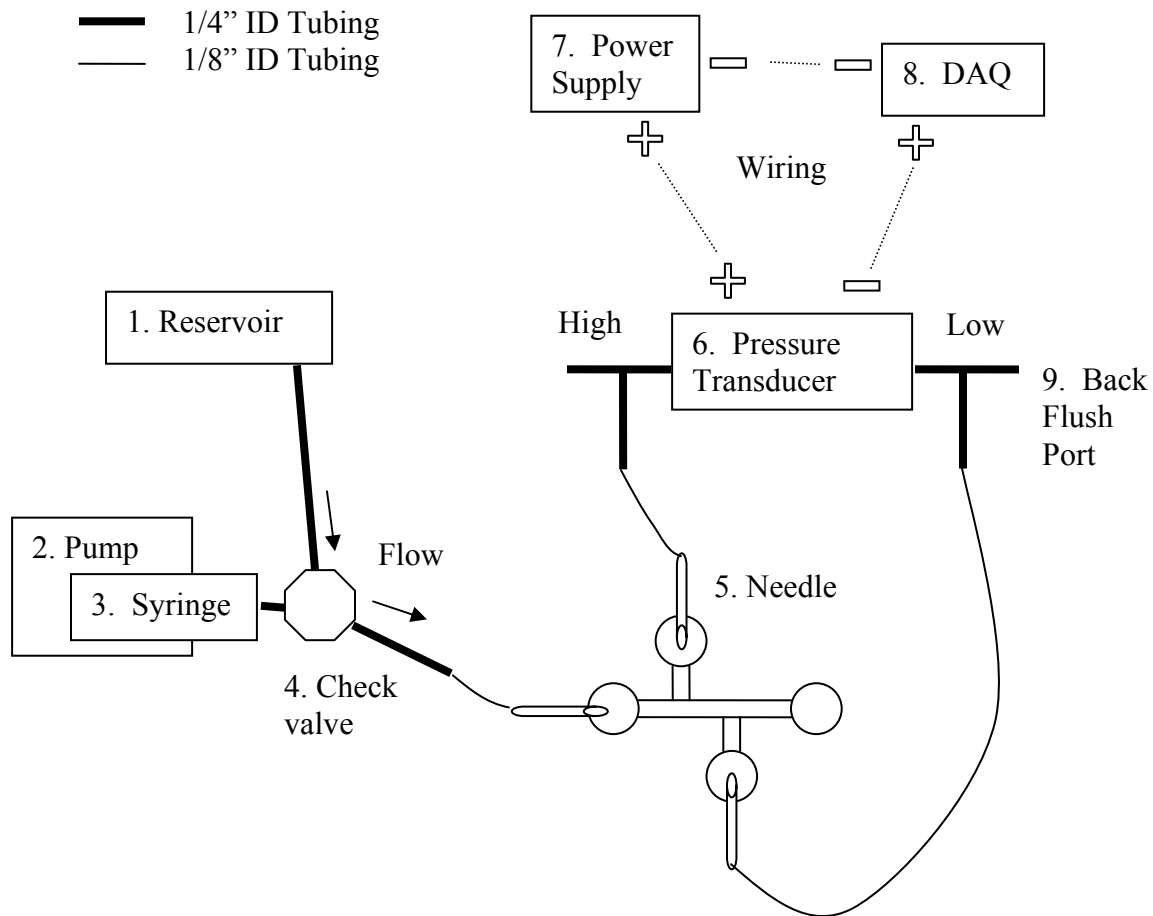 1/4” ID Tubing
1/8” ID Tubing
7. Power
Supply
8. DAQ
Wiring
1. Reservoir
High
6. Pressure
Transducer
Low
9. Back
Flush
Port
2. Pump
3. Syringe
Flow
4. Check
valve
5. Needle